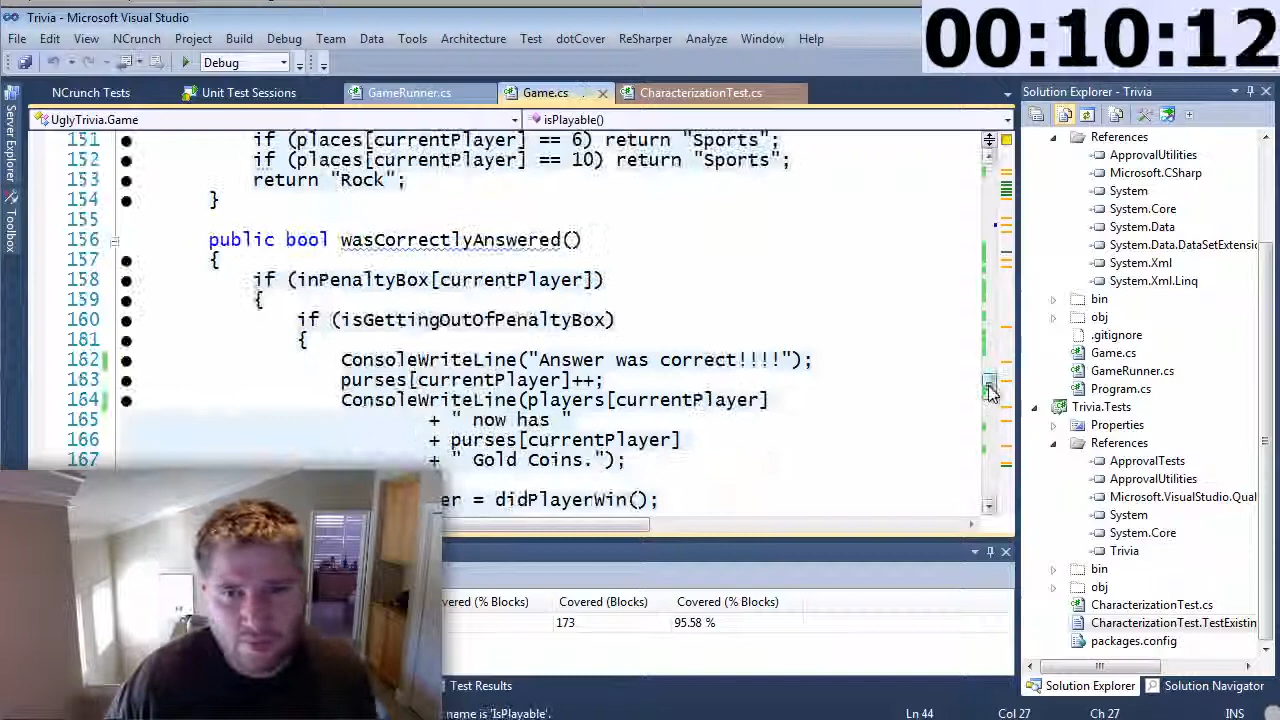 Trivia - Microsoft Visual Studio
00:10:12
File Edit View NCrunch Project Build Debug Team Data Tools Architecture Test dotCover ReSharper Analyze Window Help
Debug
NCrunch Tests Unit Test Sessions GameRunner.cs Game.cs CharacterizationTest.cs
UglyTrivia.Game isPlayable()
Server Explorer
Toolbox
151 if (places[currentPlayer] == 6) return "Sports";
152 if (places[currentPlayer] == 10) return "Sports";
153 return "Rock";
154 }
155
156 public bool wasCorrectlyAnswered()
157 {
158 if (inPenaltyBox[currentPlayer])
159 {
160 if (isGettingOutOfPenaltyBox)
181 {
162 ConsoleWriteLine("Answer was correct!!!!");
163 purses[currentPlayer]++;
164 ConsoleWriteLine(players[currentPlayer]
165 + " now has "
166 + purses[currentPlayer]
167 + " Gold Coins.");
er = didPlayerWin();
vered (% Blocks) Covered (Blocks) Covered (% Blocks)
173 95.58 %
Test Results
name is 'IsPlayable'.
Ln 44 Col 27 Ch 27 INS
Solution Explorer - Trivia
References
ApprovalUtilities
Microsoft.CSharp
System
System.Core
System.Data
System.Data.DataSetExtensio
System.Xml
System.Xml.Linq
bin
obj
.gitignore
Game.cs
GameRunner.cs
Program.cs
Trivia.Tests
Properties
References
ApprovalTests
ApprovalUtilities
Microsoft.VisualStudio.Qual
System
System.Core
Trivia
bin
obj
CharacterizationTest.cs
CharacterizationTest.TestExistin
packages.config
Solution Explorer Solution Navigator